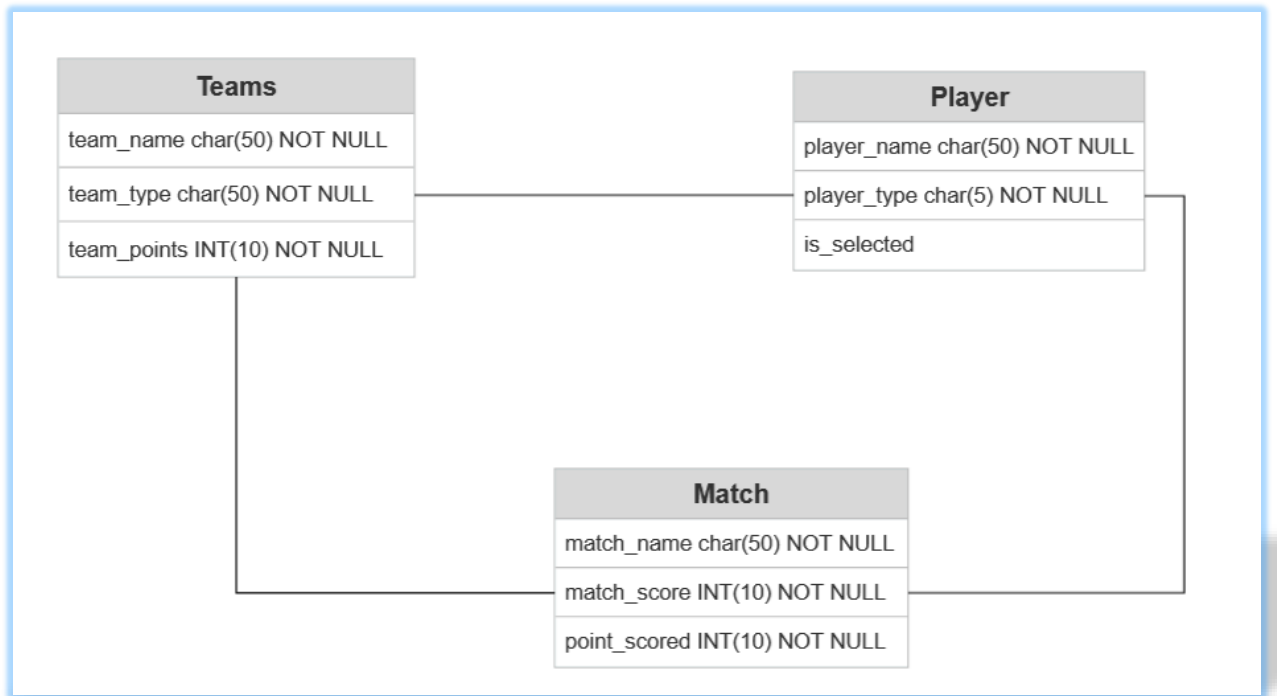 Teams
team_name char(50) NOT NULL
team_type char(50) NOT NULL
team_points INT(10) NOT NULL
Player
player_name char(50) NOT NULL
player_type char(5) NOT NULL
is_selected
Match
match_name char(50) NOT NULL
match_score INT(10) NOT NULL
point_scored INT(10) NOT NULL